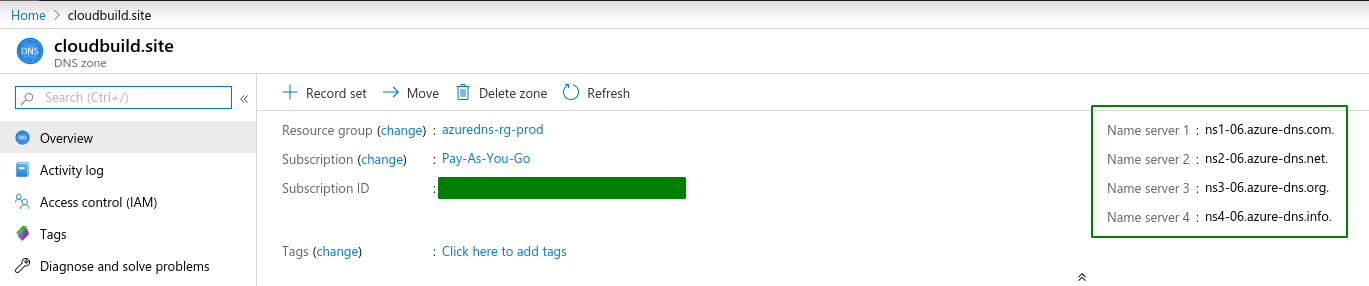 Home > cloudbuild.site
DNS
cloudbuild.site
DNS zone
Search (Ctrl+/)
«
Record set
Move
Delete zone
Refresh
DNS
Overview
Activity log
Access control (IAM)
Tags
Diagnose and solve problems
Resource group (change) : azuredns-rg-prod
Subscription (change) : Pay-As-You-Go
Subscription ID :
Tags (change) : Click here to add tags
Name server 1 : ns1-06.azure-dns.com.
Name server 2 : ns2-06.azure-dns.net.
Name server 3 : ns3-06.azure-dns.org.
Name server 4 : ns4-06.azure-dns.info.